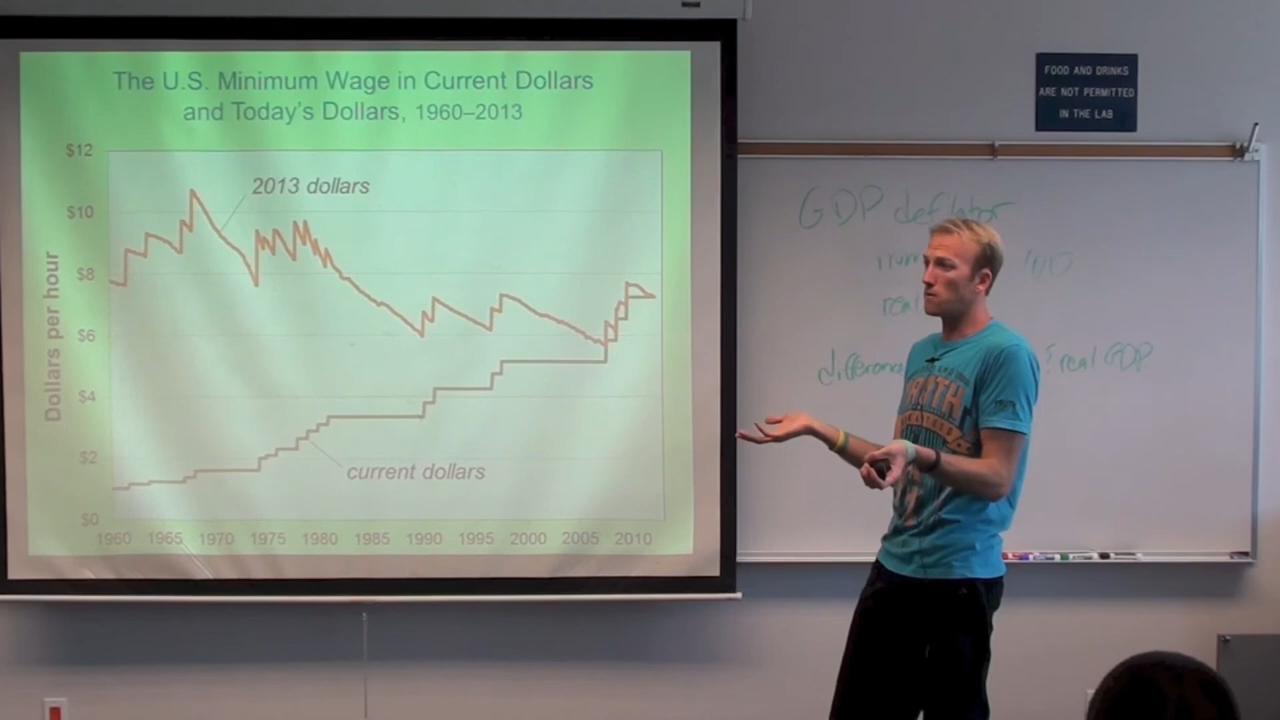 The U.S. Minimum Wage in Current Dollars
and Today's Dollars, 1960–2013
Dollars per hour
$12
$10
$8
$6
$4
$2
$0
2013 dollars
current dollars
1960 1965 1970 1975 1980 1985 1990 1995 2000 2005 2010
FOOD AND DRINKS
ARE NOT PERMITTED
IN THE LAB
GDP deflator
real
real GDP